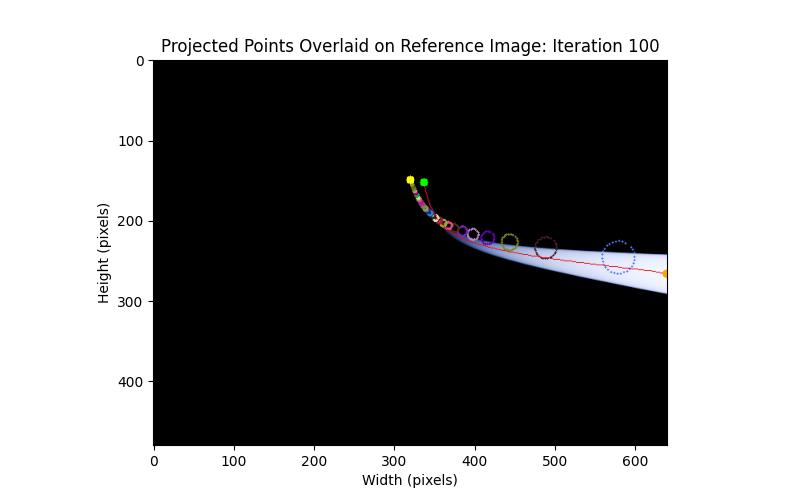 Projected Points Overlaid on Reference Image: Iteration 100
0
100
200
300
400
Height (pixels)
0 100 200 300 400 500 600
Width (pixels)